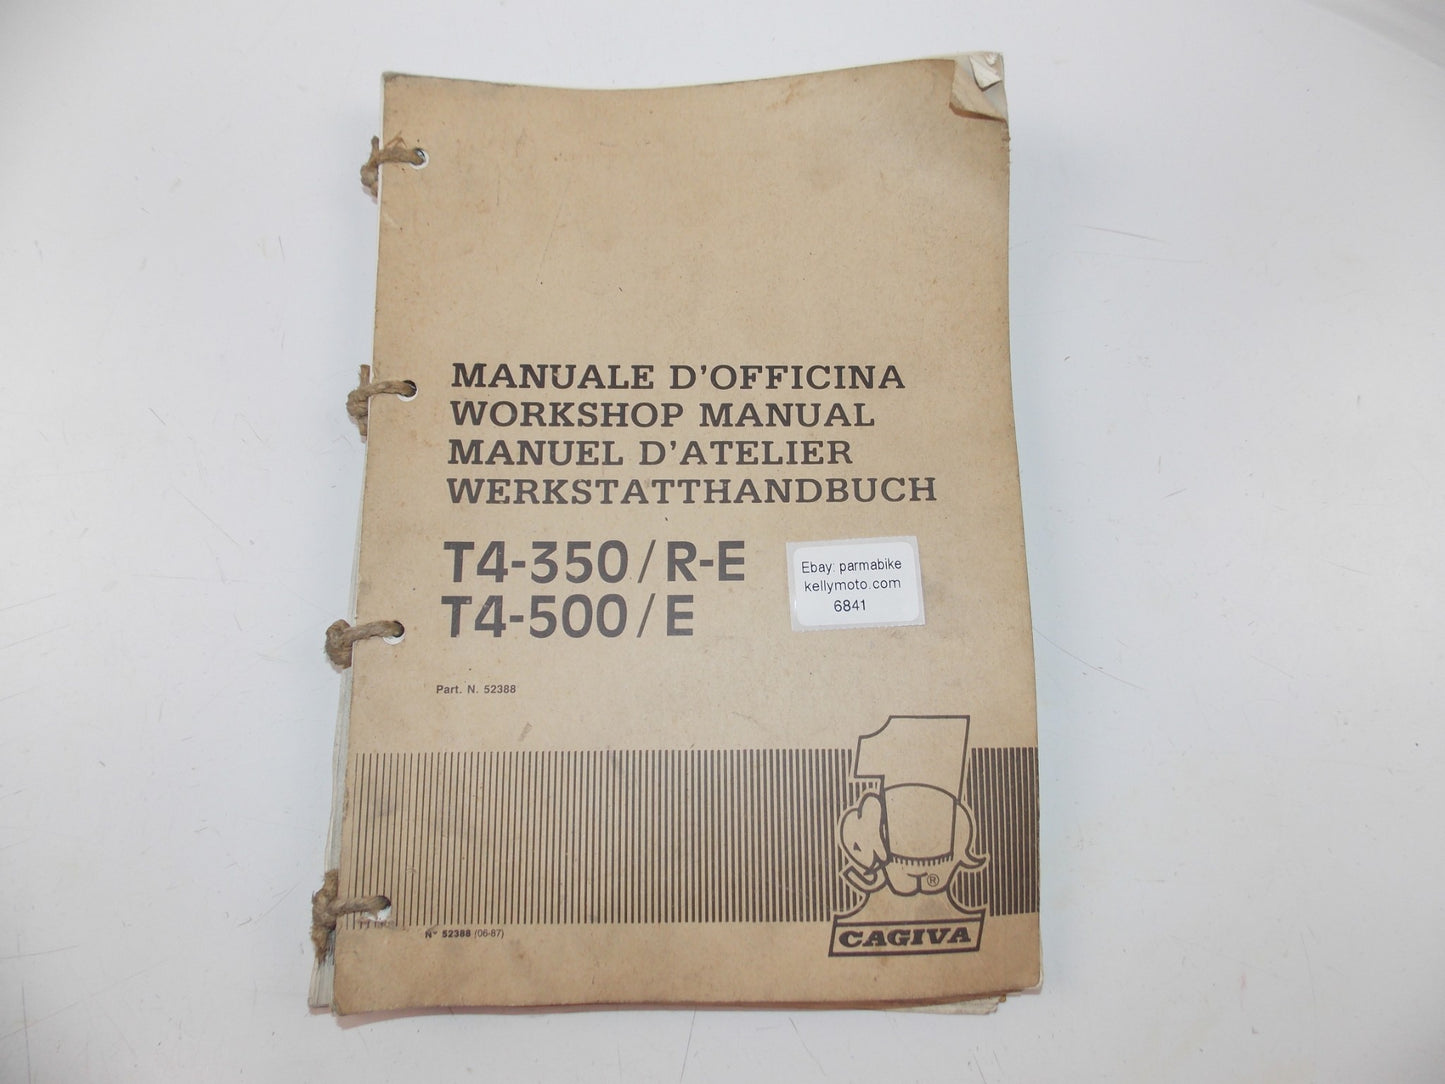 MANUALE D'OFFICINA
WORKSHOP MANUAL
MANUEL D'ATELIER
WERKSTATTHANDBUCH
T4-350/R-E
T4-500/E
Ebay: parmabike
kellymoto.com
6841
Part. N. 52388
®
CAGIVA
N° 52388 (06-87)